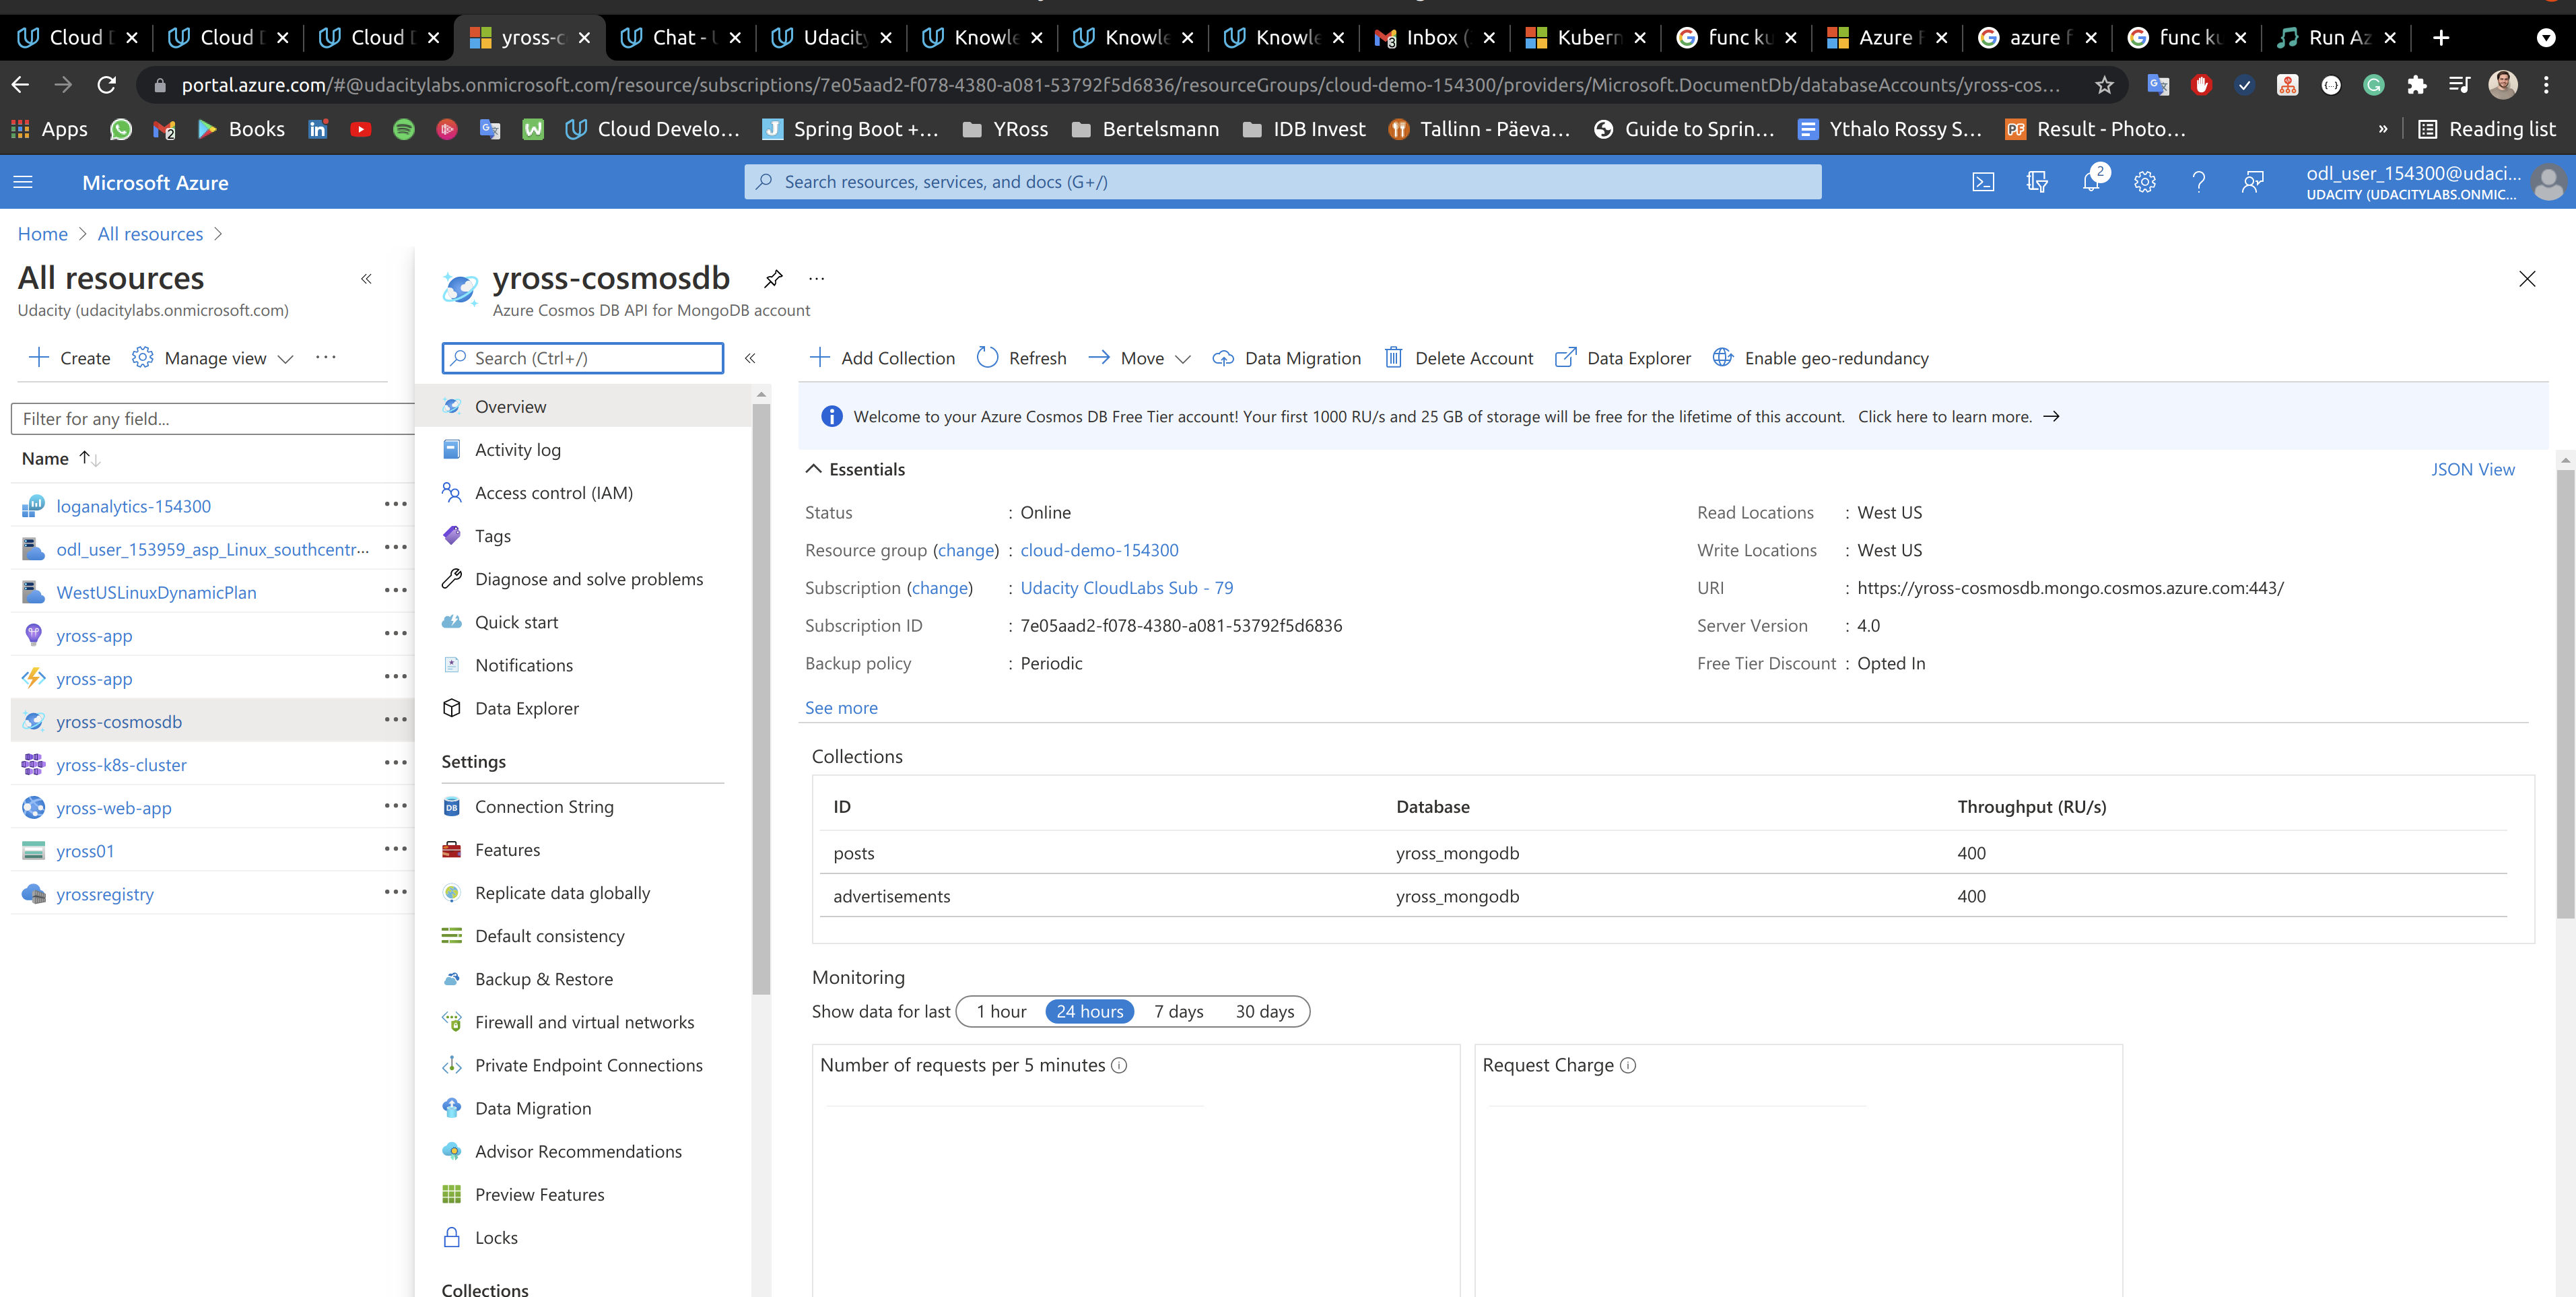 Cloud D
Cloud D
Cloud D
yross-c
Chat - U
Udacity
Knowle
Knowle
Knowle
Inbox (
Kubern
func ku
Azure F
azure f
func ku
Run Az
portal.azure.com/#@udacitylabs.onmicrosoft.com/resource/subscriptions/7e05aad2-f078-4380-a081-53792f5d6836/resourceGroups/cloud-demo-154300/providers/Microsoft.DocumentDb/databaseAccounts/yross-cos...
Apps
Books
Cloud Develo...
Spring Boot +...
YRoss
Bertelsmann
IDB Invest
Tallinn - Päeva...
Guide to Sprin...
Ythalo Rossy S...
Result - Photo...
»
Reading list
Microsoft Azure
Search resources, services, and docs (G+/)
2
odl_user_154300@udaci...
UDACITY (UDACITYLABS.ONMIC...
Home > All resources >
All resources
Udacity (udacitylabs.onmicrosoft.com)
Create
Manage view
Filter for any field...
Name
loganalytics-154300
odl_user_153959_asp_Linux_southcentr...
WestUSLinuxDynamicPlan
yross-app
yross-app
yross-cosmosdb
yross-k8s-cluster
yross-web-app
yross01
yrossregistry
yross-cosmosdb
Azure Cosmos DB API for MongoDB account
Search (Ctrl+/)
Overview
Activity log
Access control (IAM)
Tags
Diagnose and solve problems
Quick start
Notifications
Data Explorer
Settings
Connection String
Features
Replicate data globally
Default consistency
Backup & Restore
Firewall and virtual networks
Private Endpoint Connections
Data Migration
Advisor Recommendations
Preview Features
Locks
Collections
Add Collection
Refresh
Move
Data Migration
Delete Account
Data Explorer
Enable geo-redundancy
Welcome to your Azure Cosmos DB Free Tier account! Your first 1000 RU/s and 25 GB of storage will be free for the lifetime of this account. Click here to learn more. →
Essentials
JSON View
Status : Online
Resource group (change) : cloud-demo-154300
Subscription (change) : Udacity CloudLabs Sub - 79
Subscription ID : 7e05aad2-f078-4380-a081-53792f5d6836
Backup policy : Periodic
Read Locations : West US
Write Locations : West US
URI : https://yross-cosmosdb.mongo.cosmos.azure.com:443/
Server Version : 4.0
Free Tier Discount : Opted In
See more
Collections
ID Database Throughput (RU/s)
posts yross_mongodb 400
advertisements yross_mongodb 400
Monitoring
Show data for last 1 hour 24 hours 7 days 30 days
Number of requests per 5 minutes
Request Charge